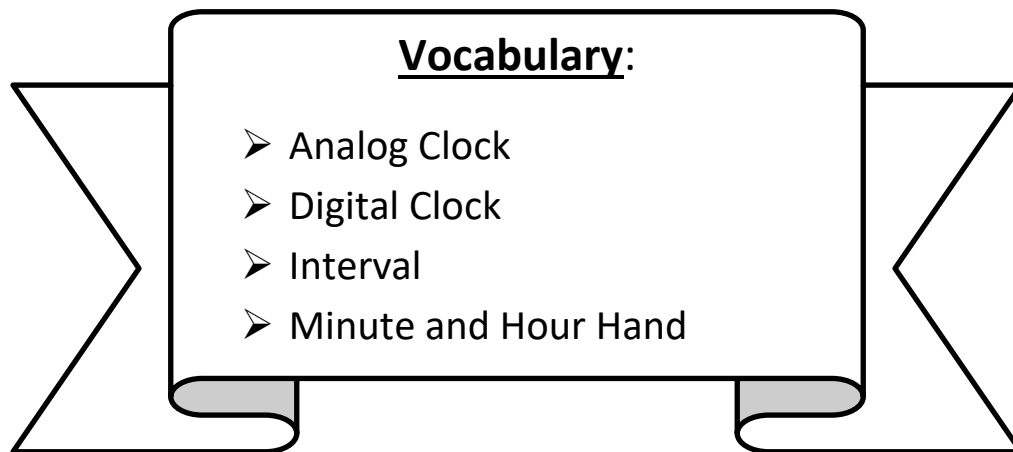 Vocabulary:
➢ Analog Clock
➢ Digital Clock
➢ Interval
➢ Minute and Hour Hand